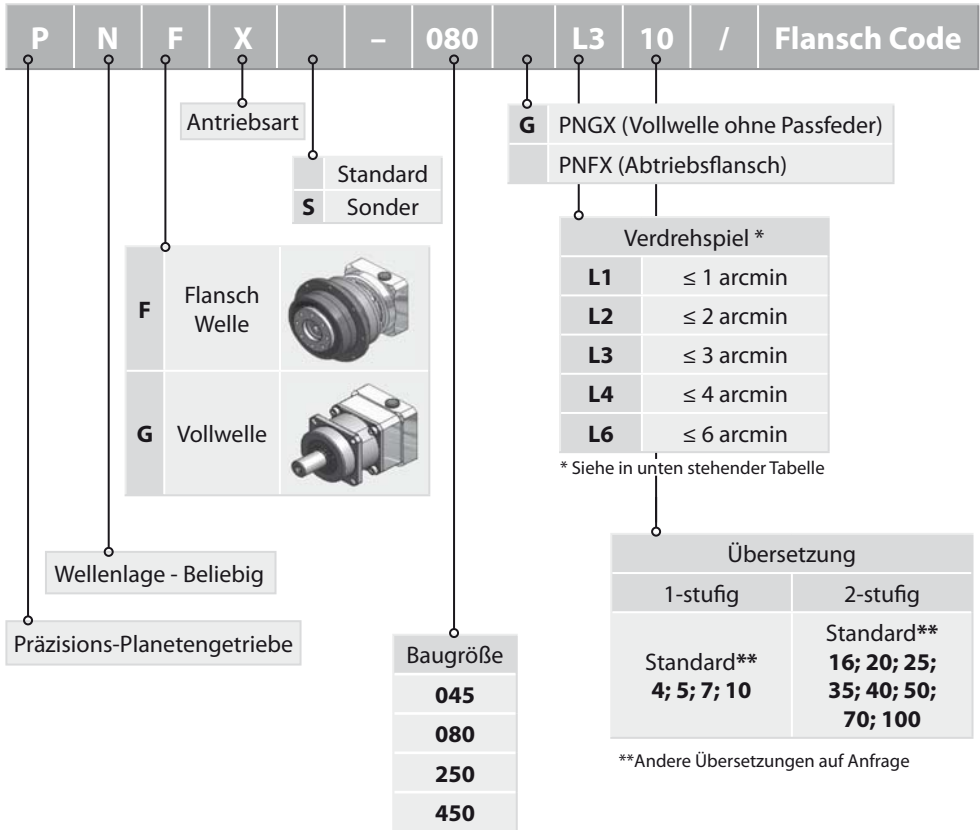 P N F X – 080 L3 10 / Flansch Code
Antriebsart
G PNGX (Vollwelle ohne Passfeder)
PNFX (Abtriebsflansch)
Standard
S Sonder
Verdrehspiel *
L1 ≤ 1 arcmin
L2 ≤ 2 arcmin
L3 ≤ 3 arcmin
L4 ≤ 4 arcmin
L6 ≤ 6 arcmin
* Siehe in unten stehender Tabelle
F Flansch
Welle
G Vollwelle
Wellenlage - Beliebig
Präzisions-Planetengetriebe
Baugröße
045
080
250
450
Übersetzung
1-stufig 2-stufig
Standard**
4; 5; 7; 10
Standard**
16; 20; 25;
35; 40; 50;
70; 100
**Andere Übersetzungen auf Anfrage